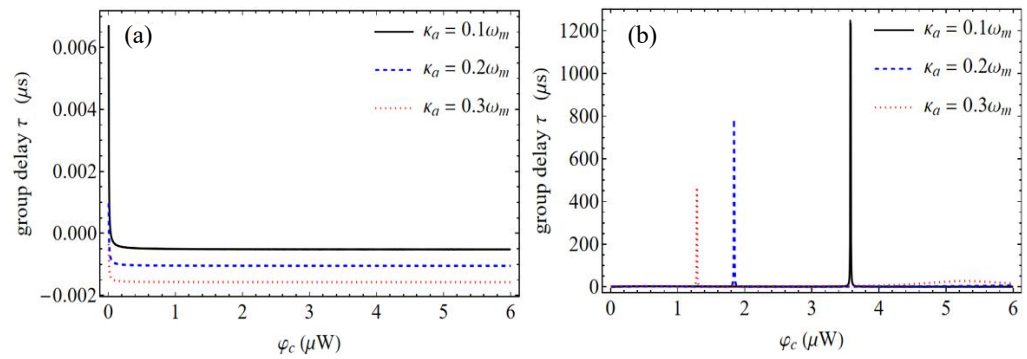 (a)
κₐ = 0.1ωₘ
κₐ = 0.2ωₘ
κₐ = 0.3ωₘ
group delay τ (μs)
0.006
0.004
0.002
0.000
−0.002
0 1 2 3 4 5 6
φ_c (μW)
(b)
κₐ = 0.1ωₘ
κₐ = 0.2ωₘ
κₐ = 0.3ωₘ
group delay τ (μs)
1200
1000
800
600
400
200
0
0 1 2 3 4 5 6
φ_c (μW)